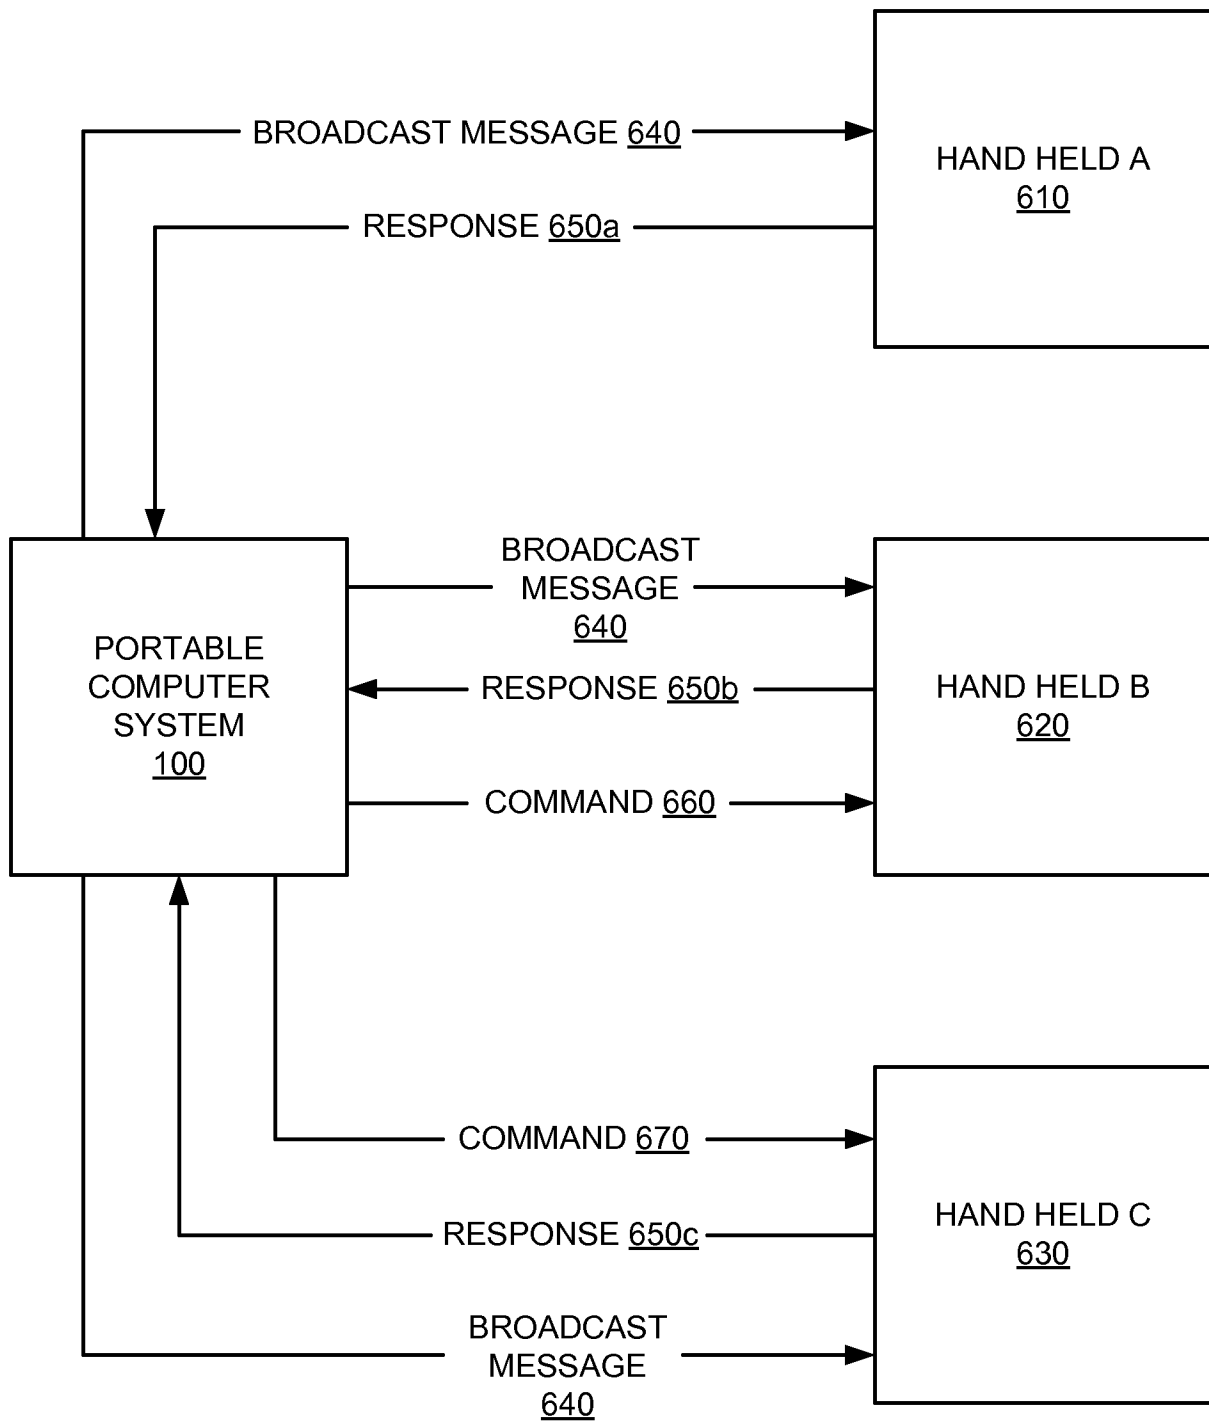 BROADCAST MESSAGE 640
HAND HELD A
610
RESPONSE 650a
BROADCAST
MESSAGE
640
PORTABLE
COMPUTER
SYSTEM
100
RESPONSE 650b
HAND HELD B
620
COMMAND 660
COMMAND 670
RESPONSE 650c
HAND HELD C
630
BROADCAST
MESSAGE
640